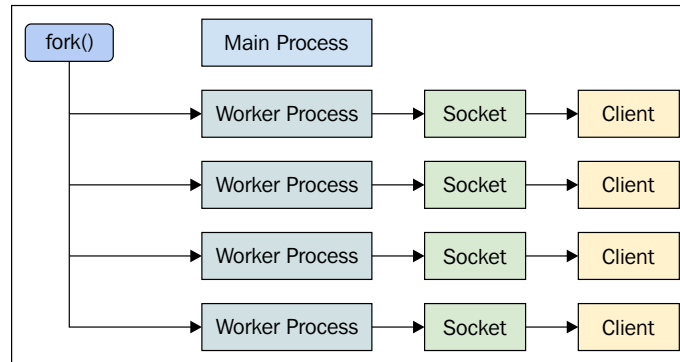 fork()
Main Process
Worker Process
Socket
Client
Worker Process
Socket
Client
Worker Process
Socket
Client
Worker Process
Socket
Client